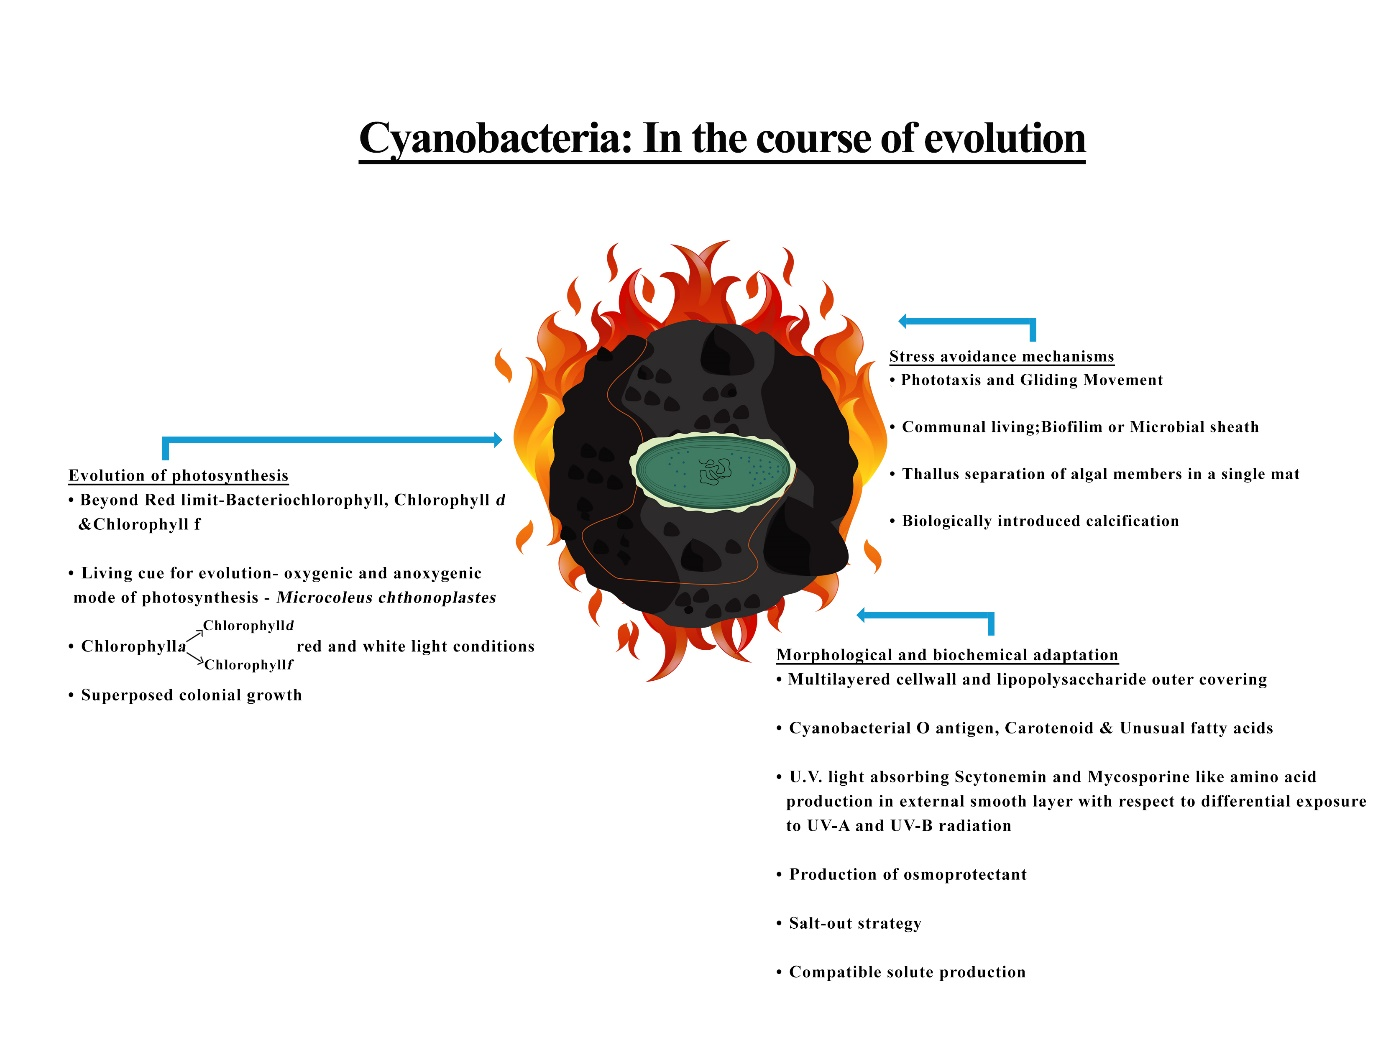 Cyanobacteria: In the course of evolution
Stress avoidance mechanisms
• Phototaxis and Gliding Movement
• Communal living;Biofilim or Microbial sheath
• Thallus separation of algal members in a single mat
• Biologically introduced calcification
Evolution of photosynthesis
• Beyond Red limit-Bacteriochlorophyll, Chlorophyll d
&Chlorophyll f
• Living cue for evolution- oxygenic and anoxygenic
mode of photosynthesis - Microcoleus chthonoplastes
Chlorophylld
• Chlorophylla red and white light conditions
Chlorophyllf
• Superposed colonial growth
Morphological and biochemical adaptation
• Multilayered cellwall and lipopolysaccharide outer covering
• Cyanobacterial O antigen, Carotenoid & Unusual fatty acids
• U.V. light absorbing Scytonemin and Mycosporine like amino acid
production in external smooth layer with respect to differential exposure
to UV-A and UV-B radiation
• Production of osmoprotectant
• Salt-out strategy
• Compatible solute production